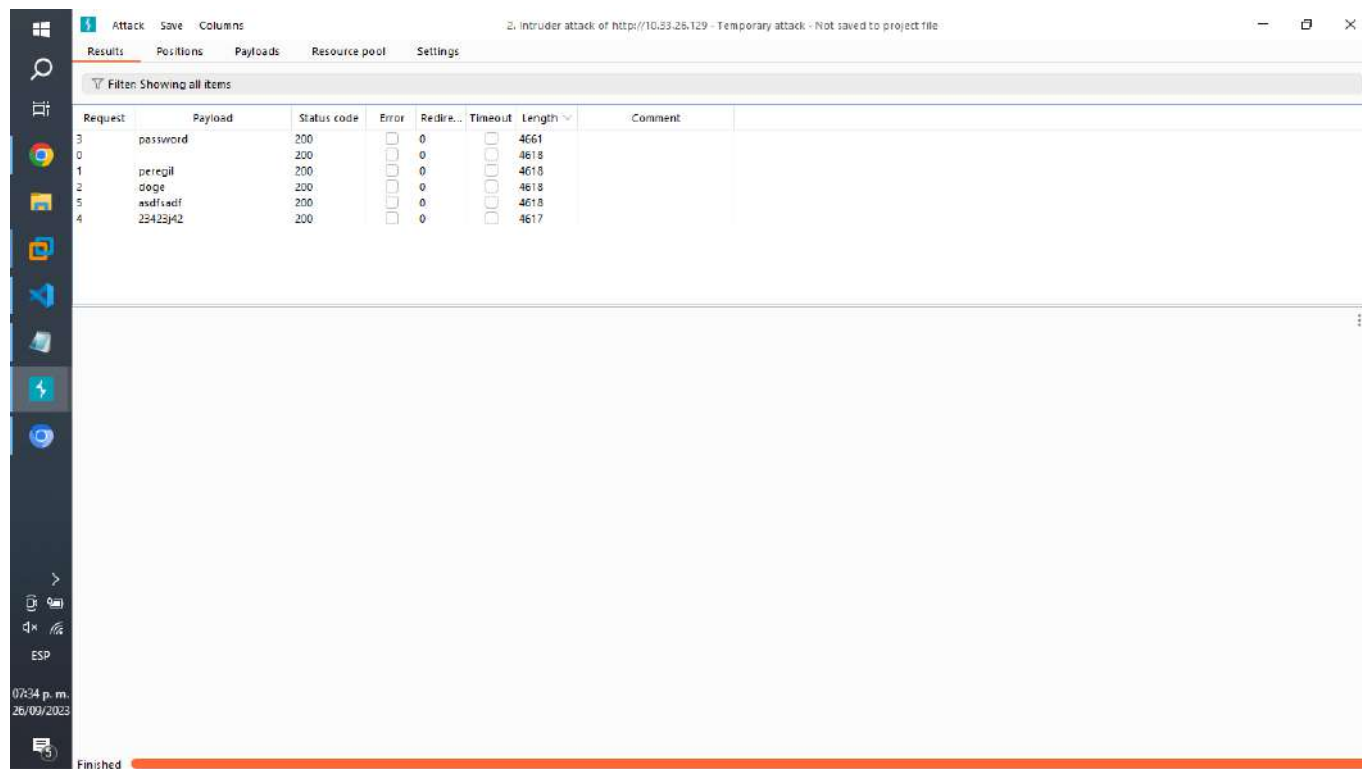 Attack Save Columns 2. Intruder attack of http://10.33.26.129 - Temporary attack - Not saved to project file
Results Positions Payloads Resource pool Settings
Filter: Showing all items
Request Payload Status code Error Redire... Timeout Length Comment
3 password 200 0 4661
0 200 0 4618
1 peregil 200 0 4618
2 doge 200 0 4618
5 asdfsadf 200 0 4618
4 23423j42 200 0 4617
ESP
07:34 p. m.
26/09/2023
5
Finished